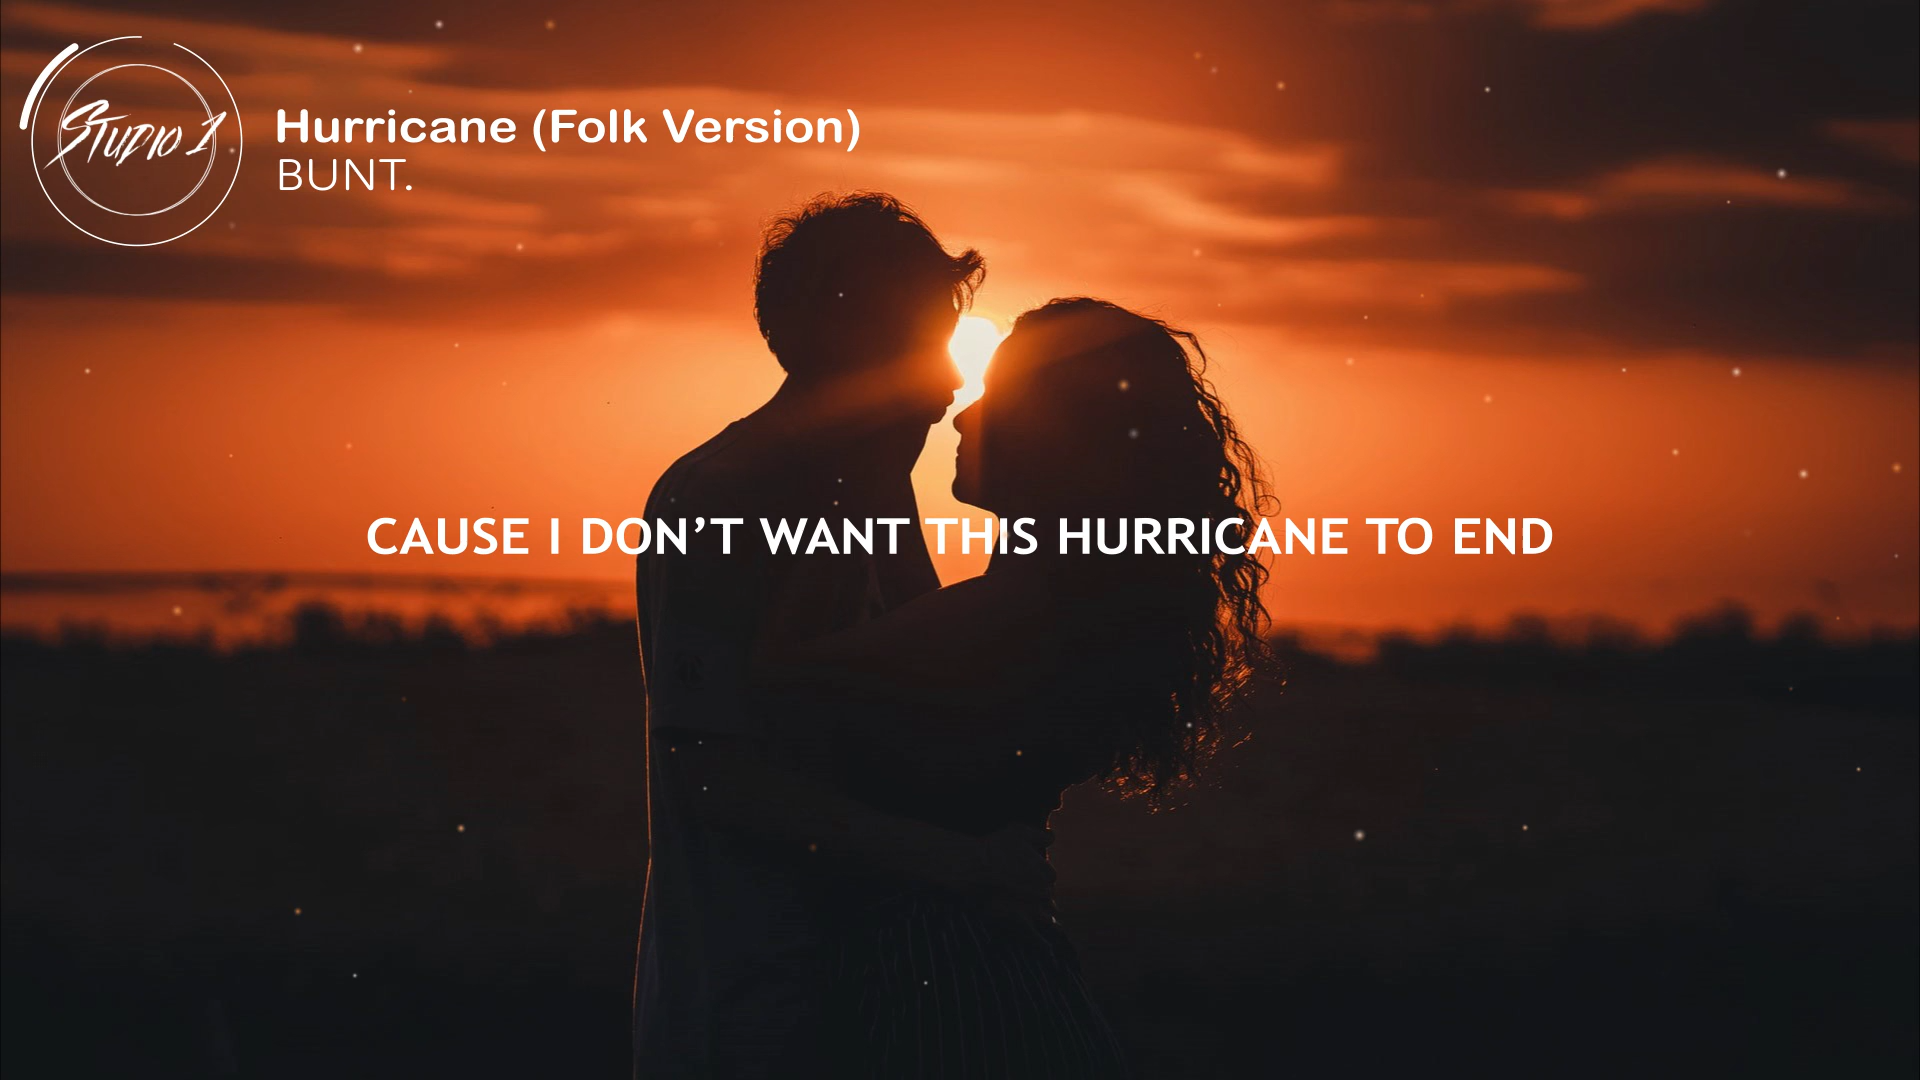 Studio 1
Hurricane (Folk Version)
BUNT.
CAUSE I DON’T WANT THIS HURRICANE TO END